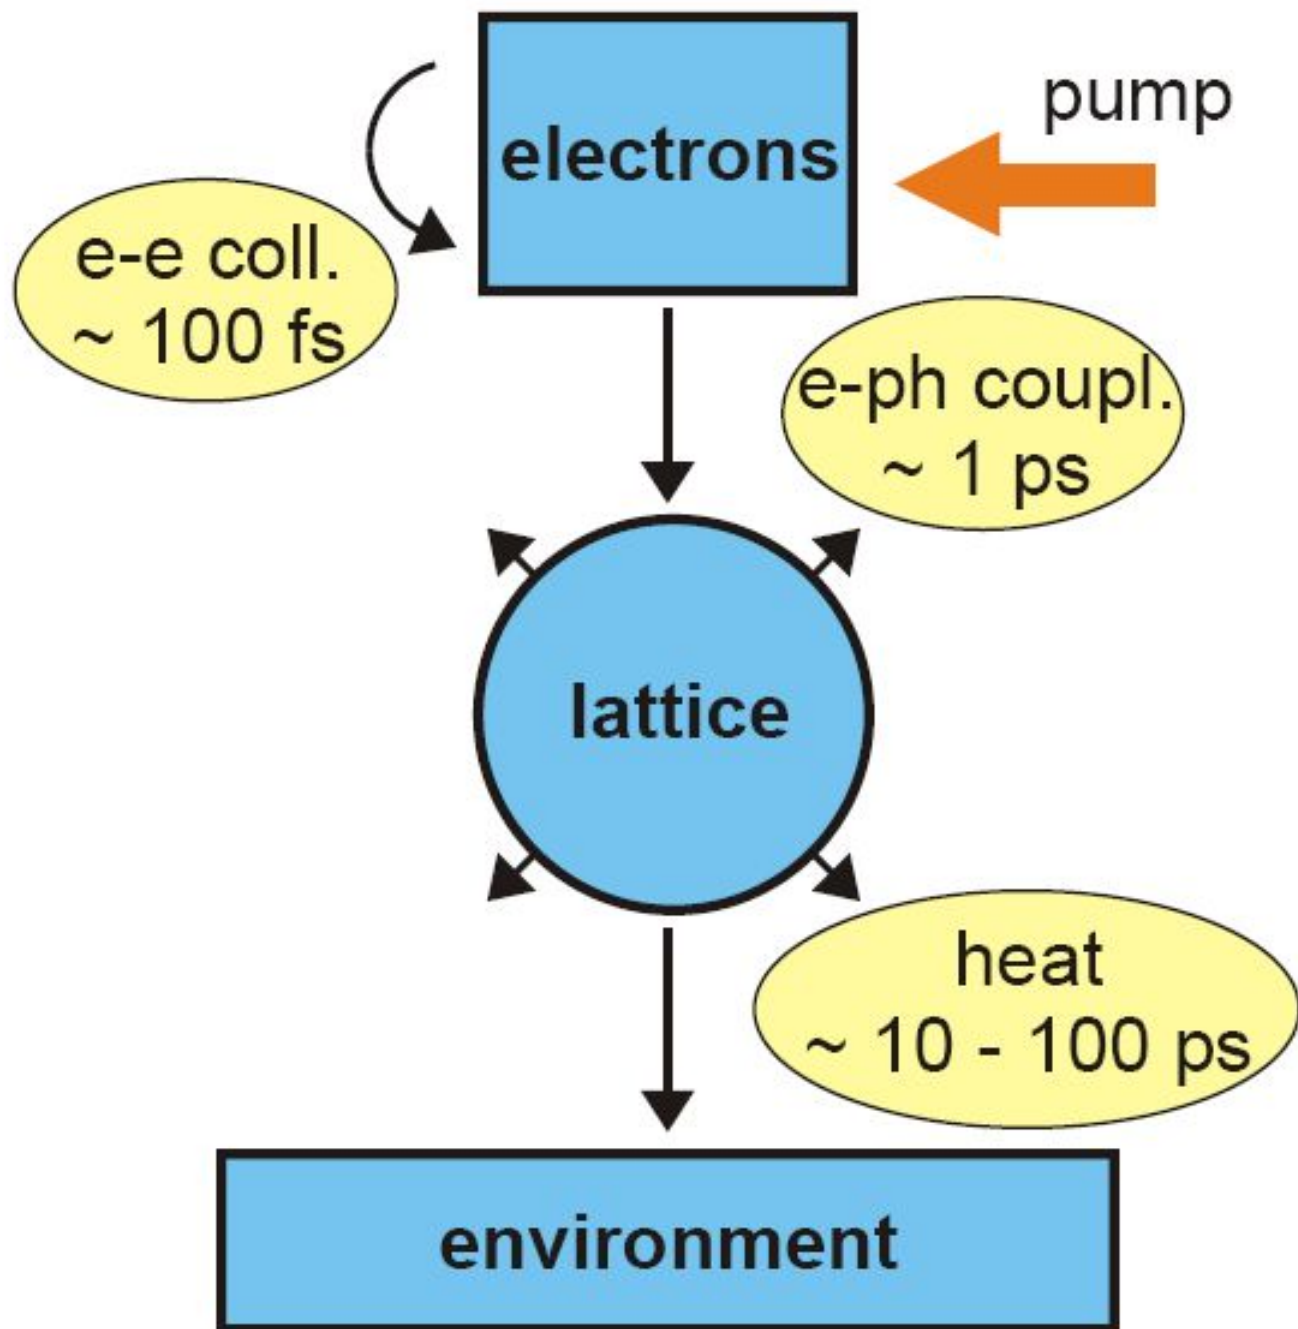 electrons
pump
e-e coll.
~ 100 fs
e-ph coupl.
~ 1 ps
lattice
heat
~ 10 - 100 ps
environment